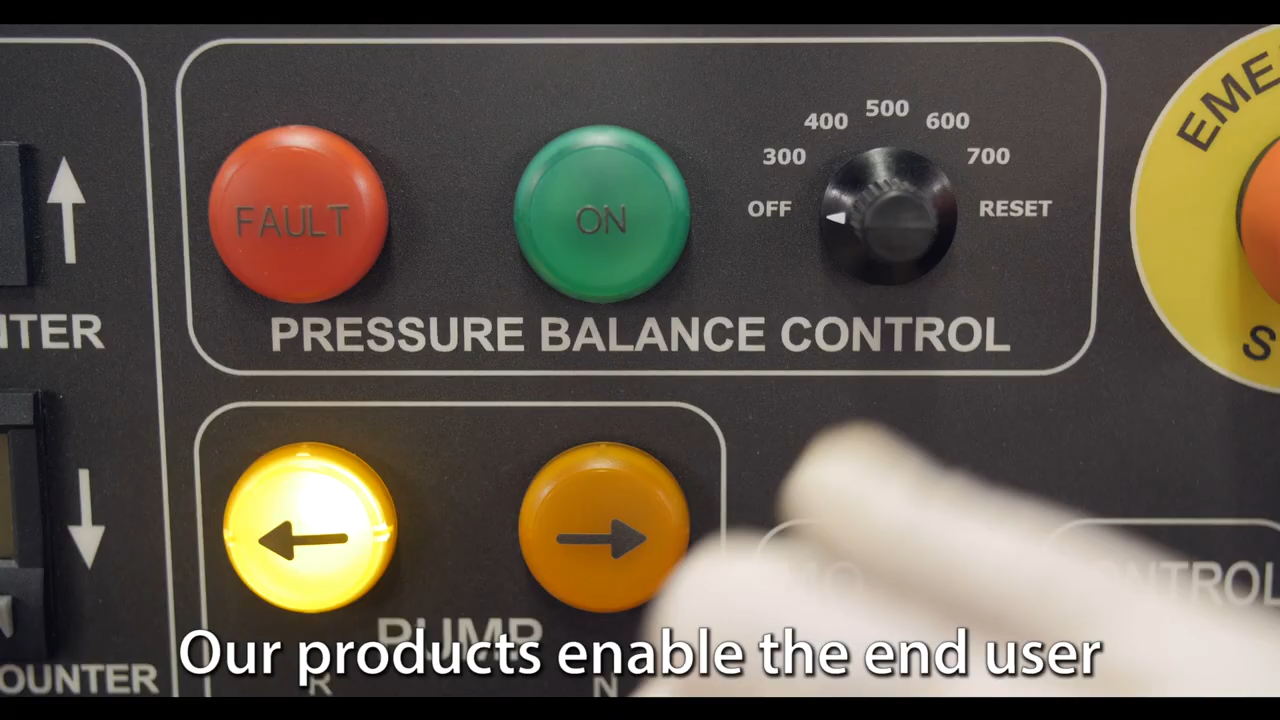 EME
400 500 600
300 700
FAULT ON OFF RESET
PRESSURE BALANCE CONTROL
NTER
S
NTROL
PUMP
Our products enable the end user
OUNTER R N